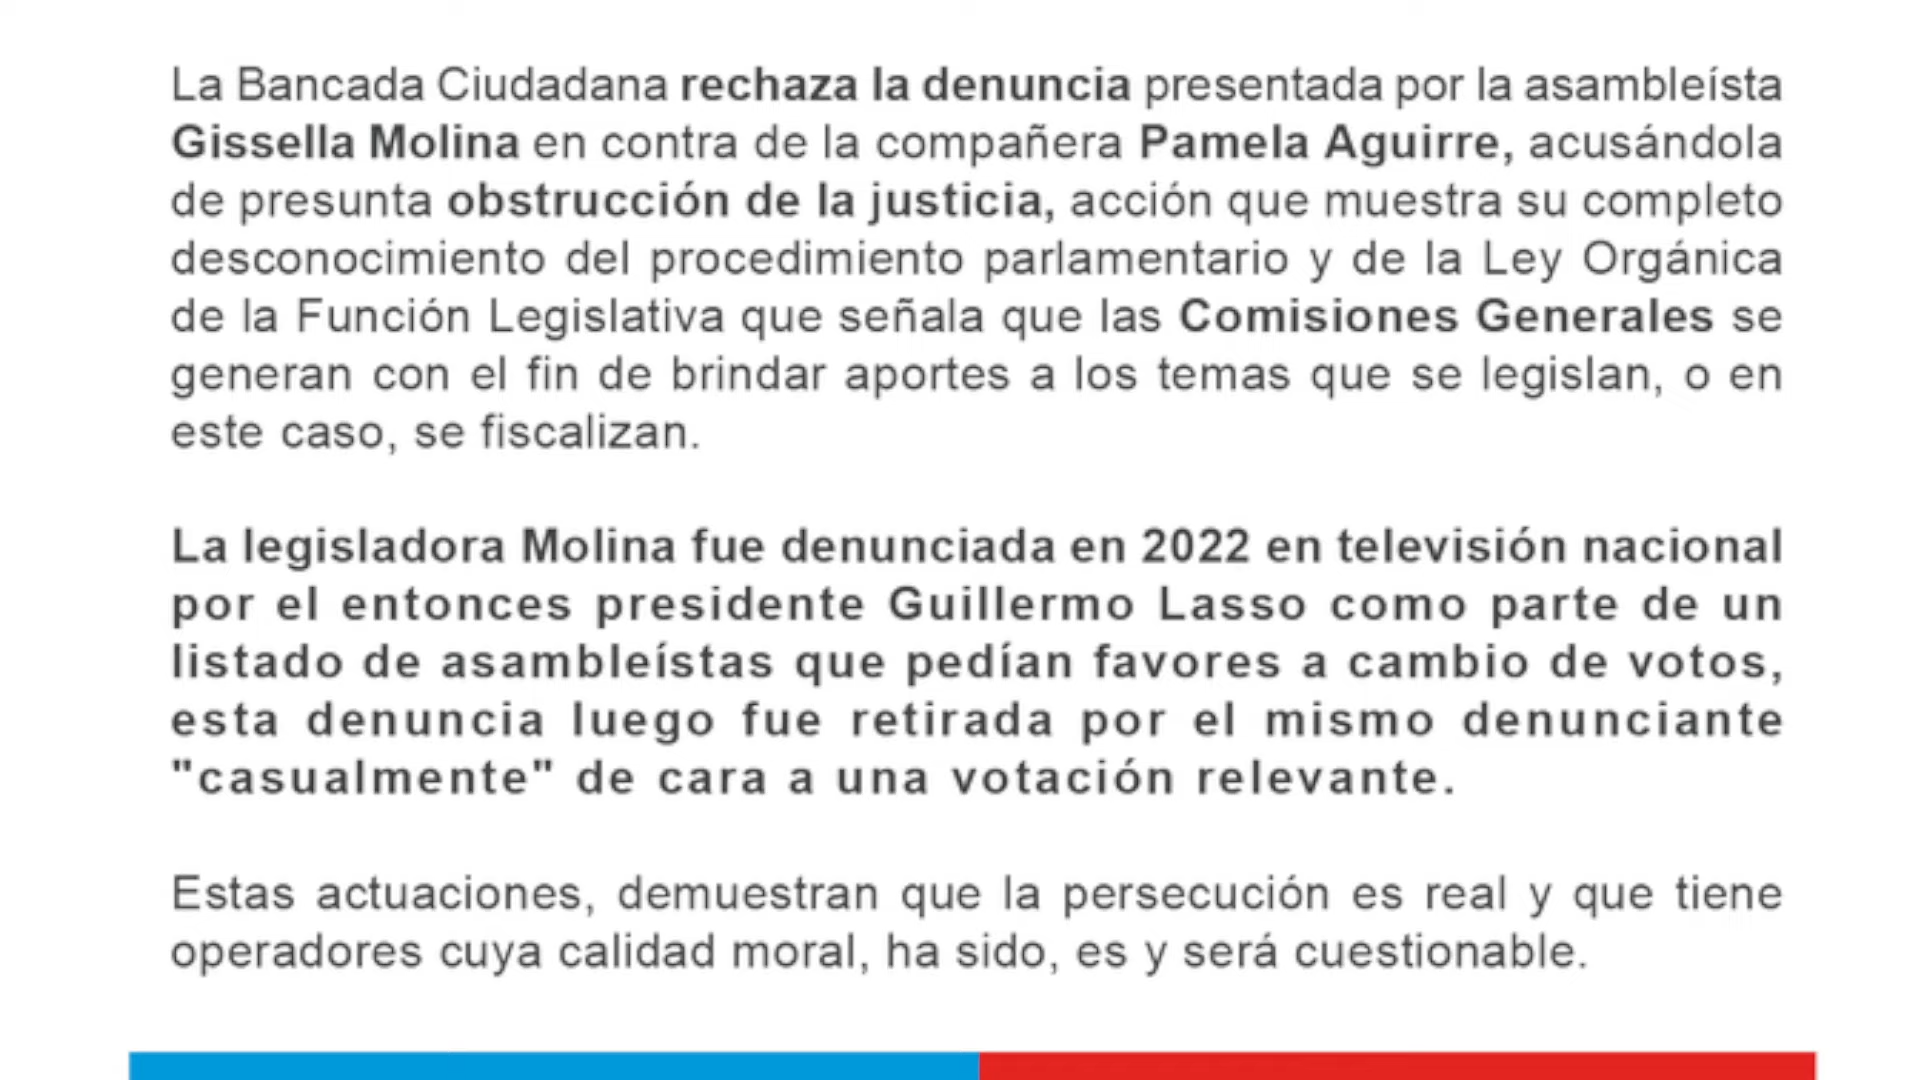 La Bancada Ciudadana rechaza la denuncia presentada por la asambleísta
Gissella Molina en contra de la compañera Pamela Aguirre, acusándola
de presunta obstrucción de la justicia, acción que muestra su completo
desconocimiento del procedimiento parlamentario y de la Ley Orgánica
de la Función Legislativa que señala que las Comisiones Generales se
generan con el fin de brindar aportes a los temas que se legislan, o en
este caso, se fiscalizan.
La legisladora Molina fue denunciada en 2022 en televisión nacional
por el entonces presidente Guillermo Lasso como parte de un
listado de asambleístas que pedían favores a cambio de votos,
esta denuncia luego fue retirada por el mismo denunciante
"casualmente" de cara a una votación relevante.
Estas actuaciones, demuestran que la persecución es real y que tiene
operadores cuya calidad moral, ha sido, es y será cuestionable.